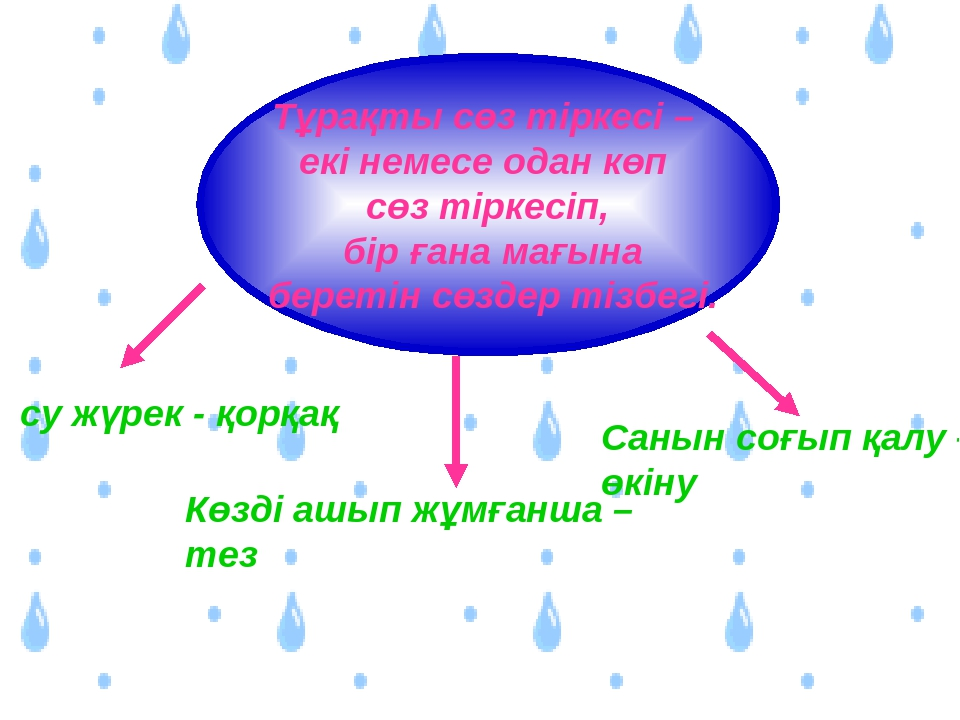 Тұрақты сөз тіркесі –
екі немесе одан көп
сөз тіркесіп,
бір ғана мағына
беретін сөздер тізбегі.
су жүрек - қорқақ
Санын соғып қалу -
өкіну
Көзді ашып жұмғанша –
тез